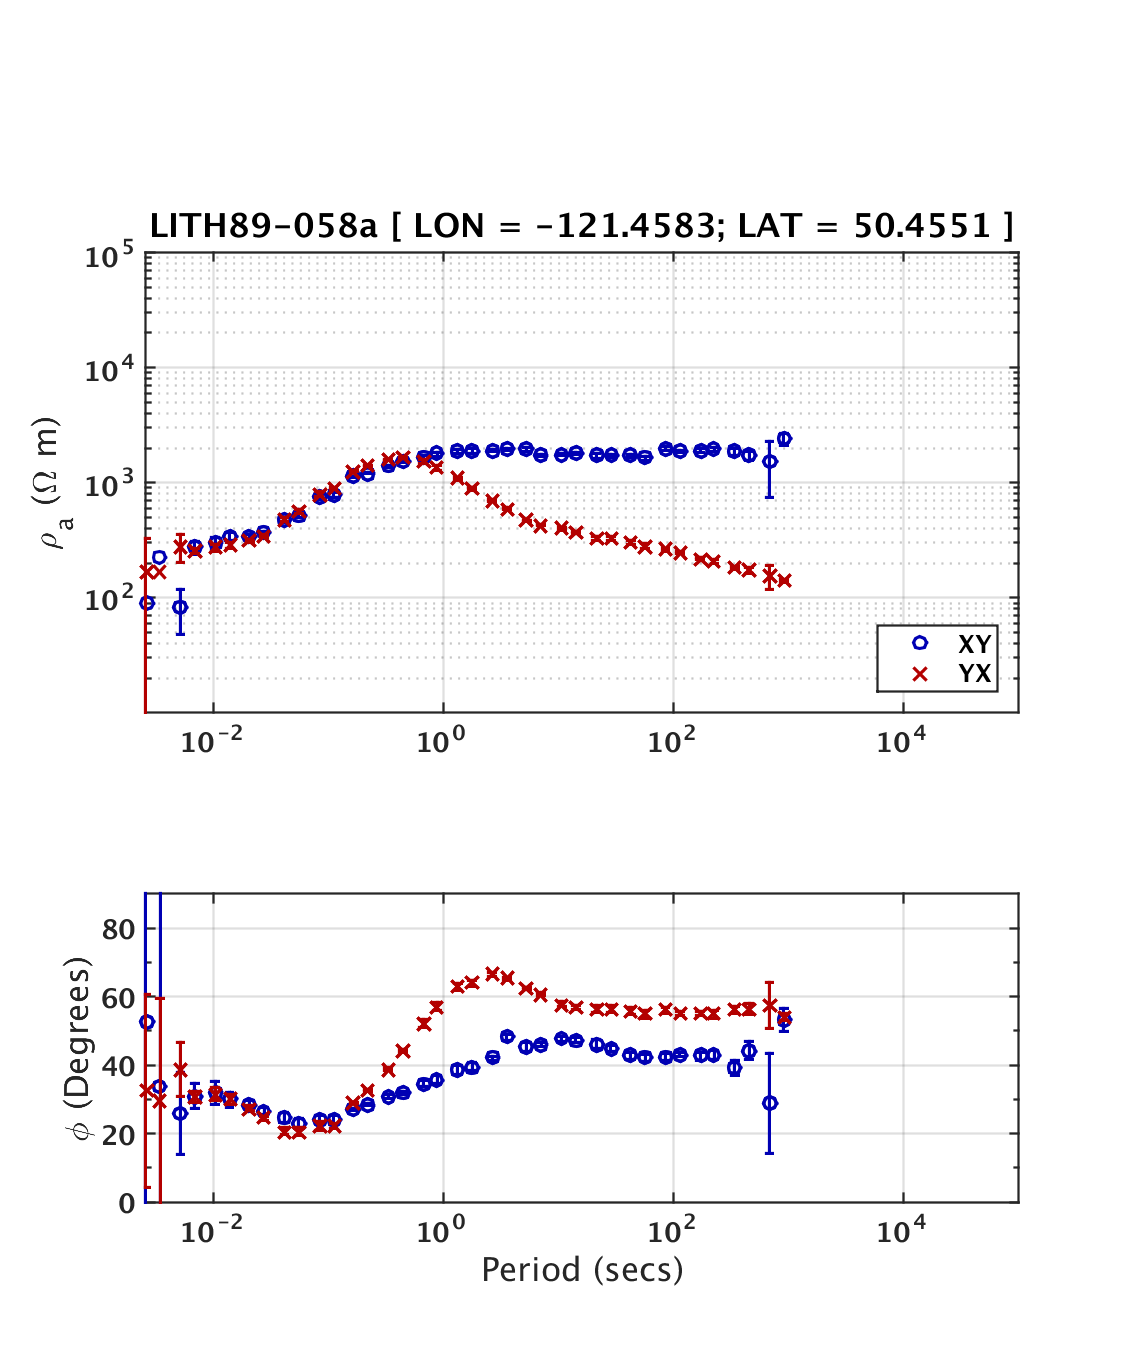 LITH89-058a [ LON = -121.4583; LAT = 50.4551 ]
10^5
10^4
10^3
10^2
ρ_a (Ω m)
XY
YX
10^-2 10^0 10^2 10^4
80
60
40
20
0
ϕ (Degrees)
10^-2 10^0 10^2 10^4
Period (secs)